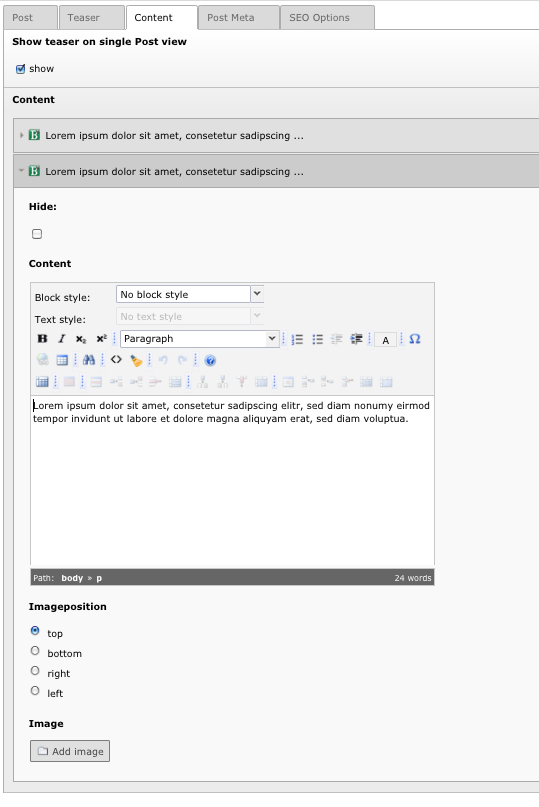 Post Teaser Content Post Meta SEO Options
Show teaser on single Post view
show
Content
B Lorem ipsum dolor sit amet, consetetur sadipscing ...
B Lorem ipsum dolor sit amet, consetetur sadipscing ...
Hide:
Content
Block style: No block style
Text style: No text style
B I x₂ x² Paragraph A Ω
Lorem ipsum dolor sit amet, consetetur sadipscing elitr, sed diam nonumy eirmod
tempor invidunt ut labore et dolore magna aliquyam erat, sed diam voluptua.
Path: body » p 24 words
Imageposition
top
bottom
right
left
Image
Add image